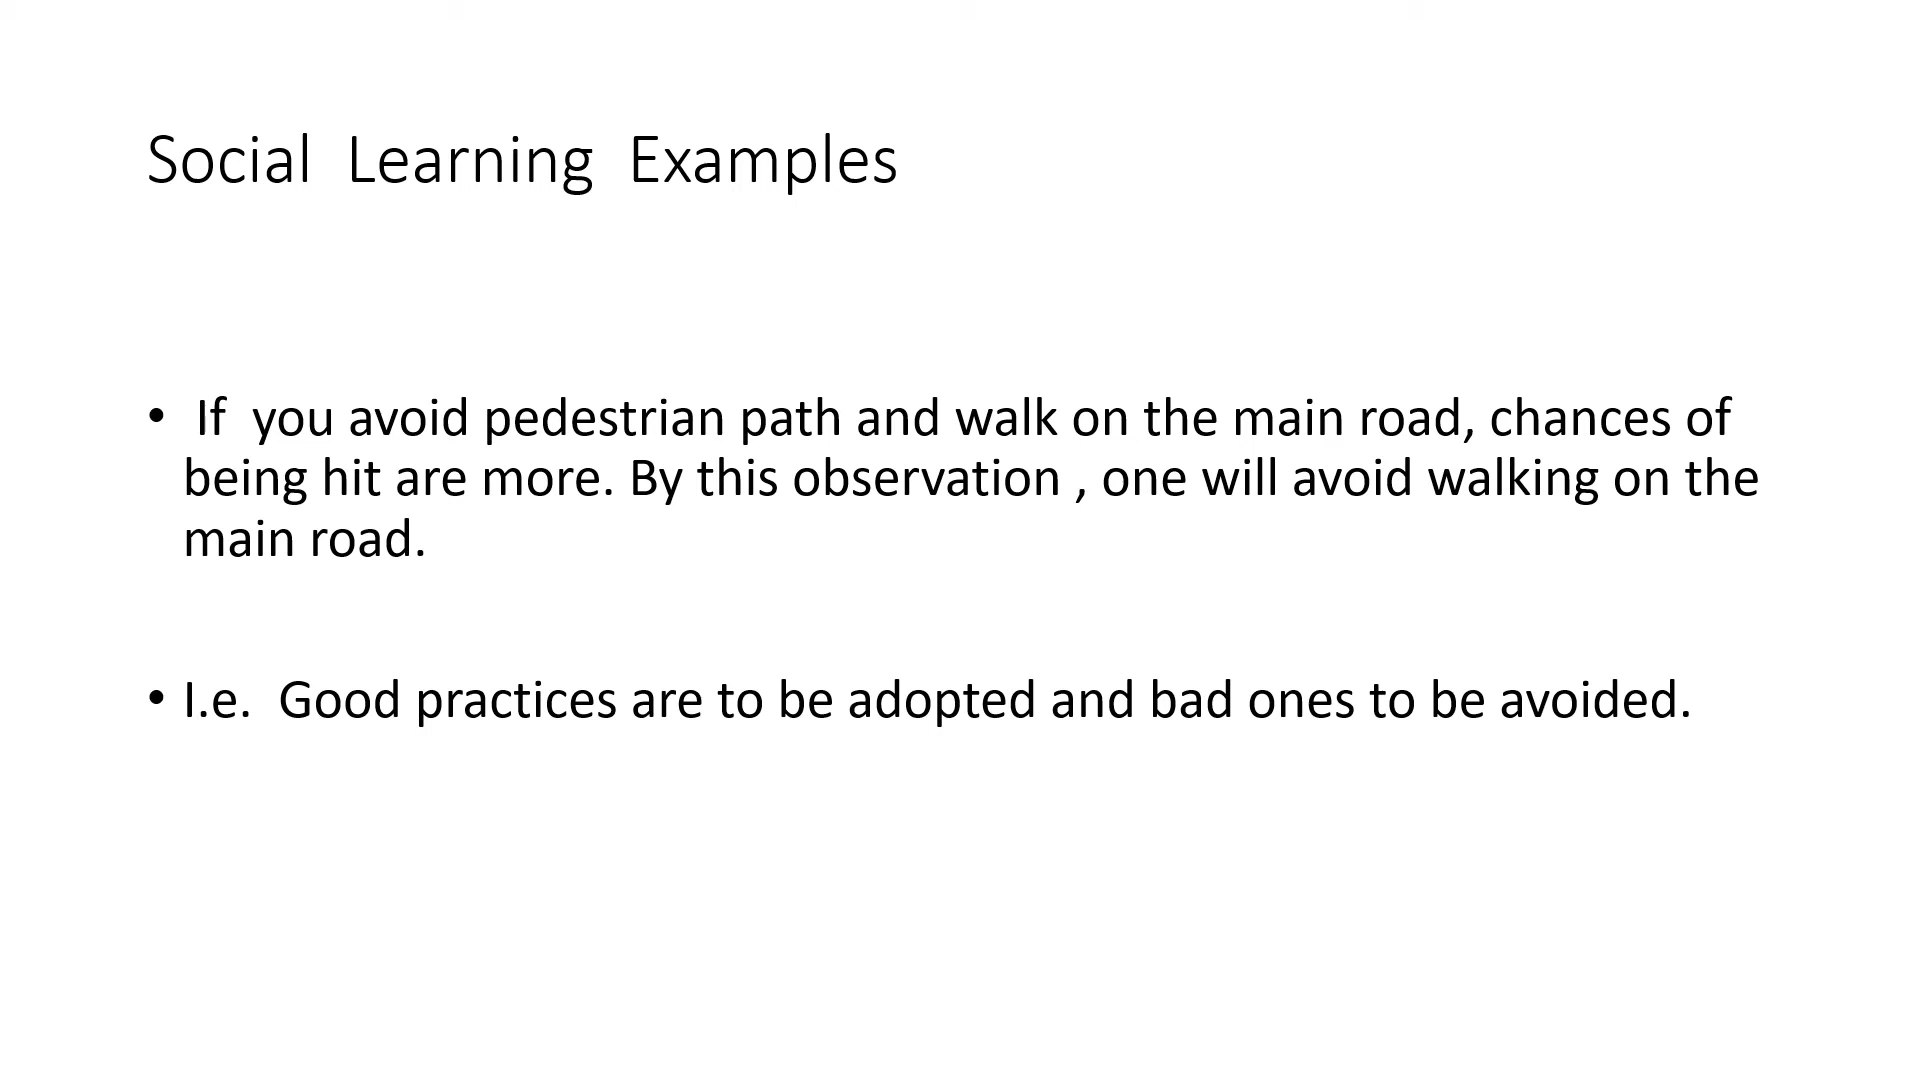 Social Learning Examples
• If you avoid pedestrian path and walk on the main road, chances of
being hit are more. By this observation , one will avoid walking on the
main road.
• I.e. Good practices are to be adopted and bad ones to be avoided.